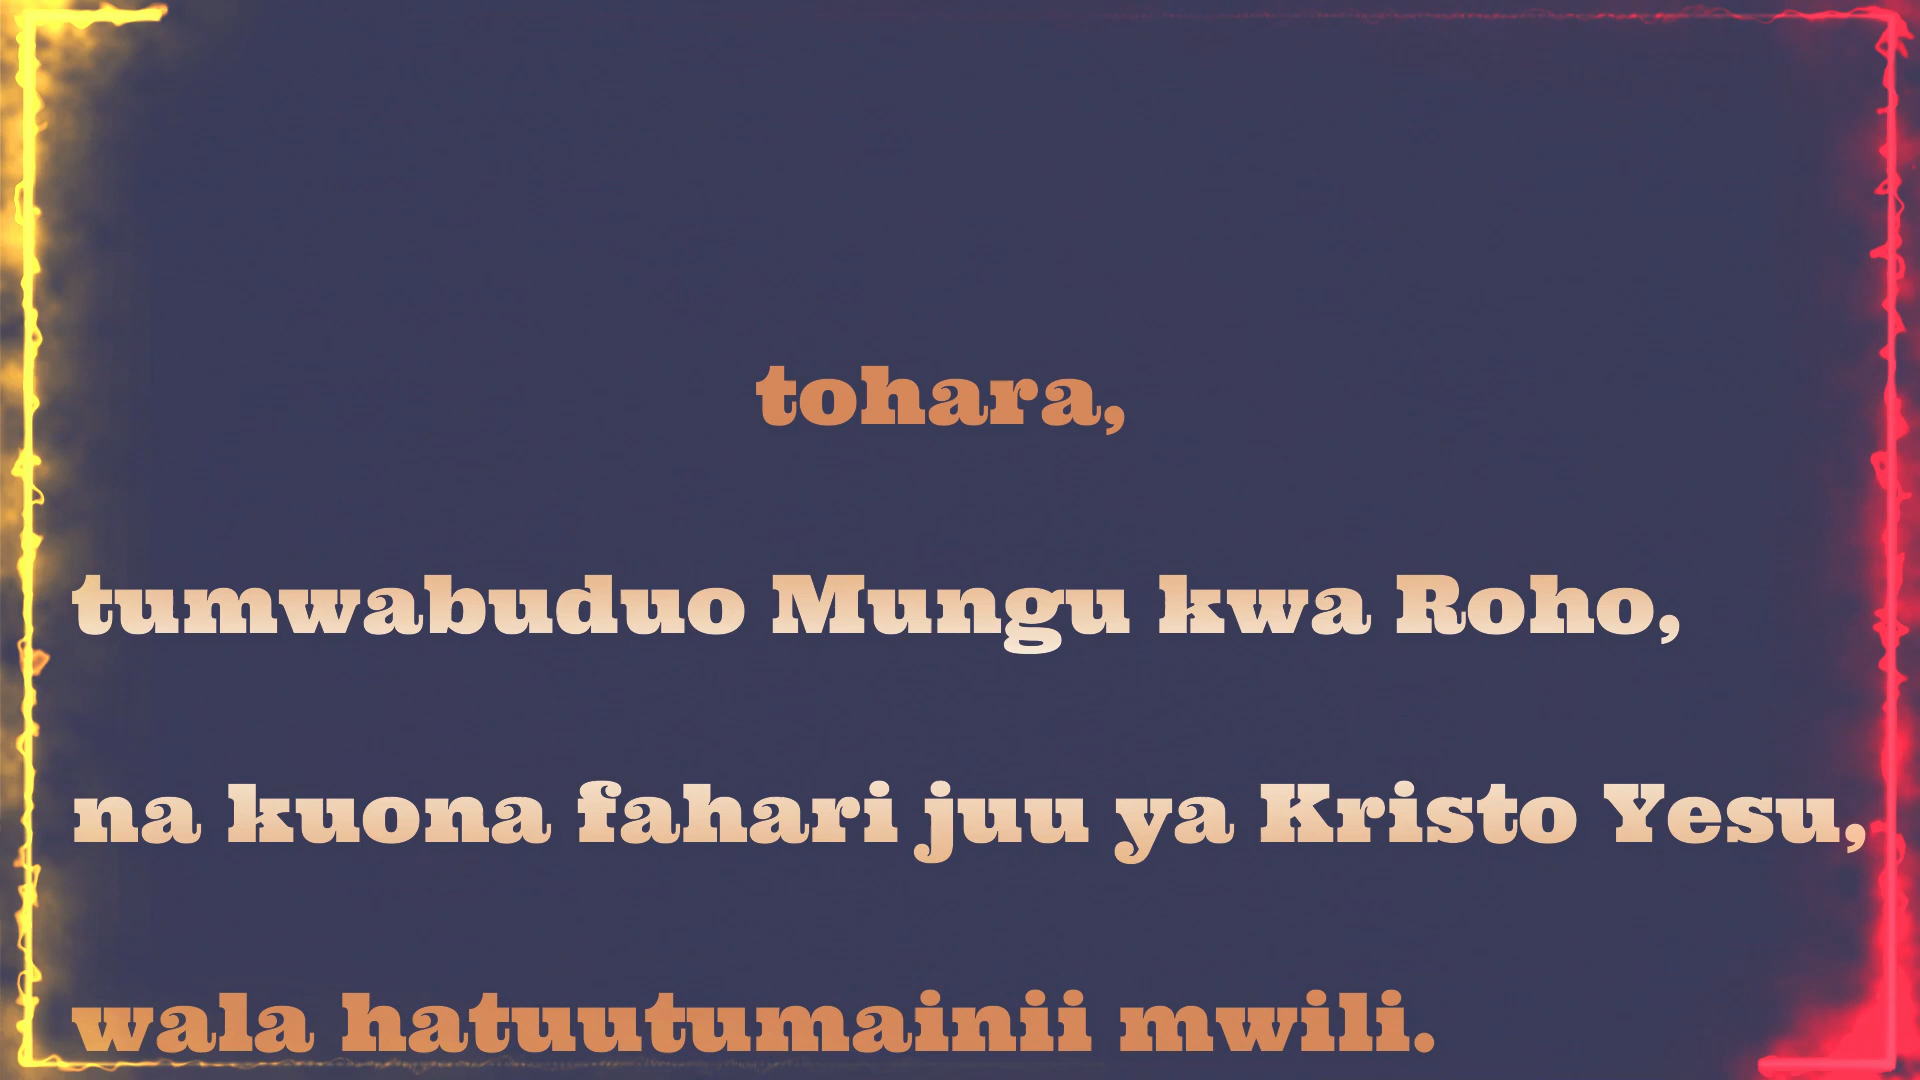 tohara,
tumwabuduo Mungu kwa Roho,
na kuona fahari juu ya Kristo Yesu,
wala hatuutumainii mwili.